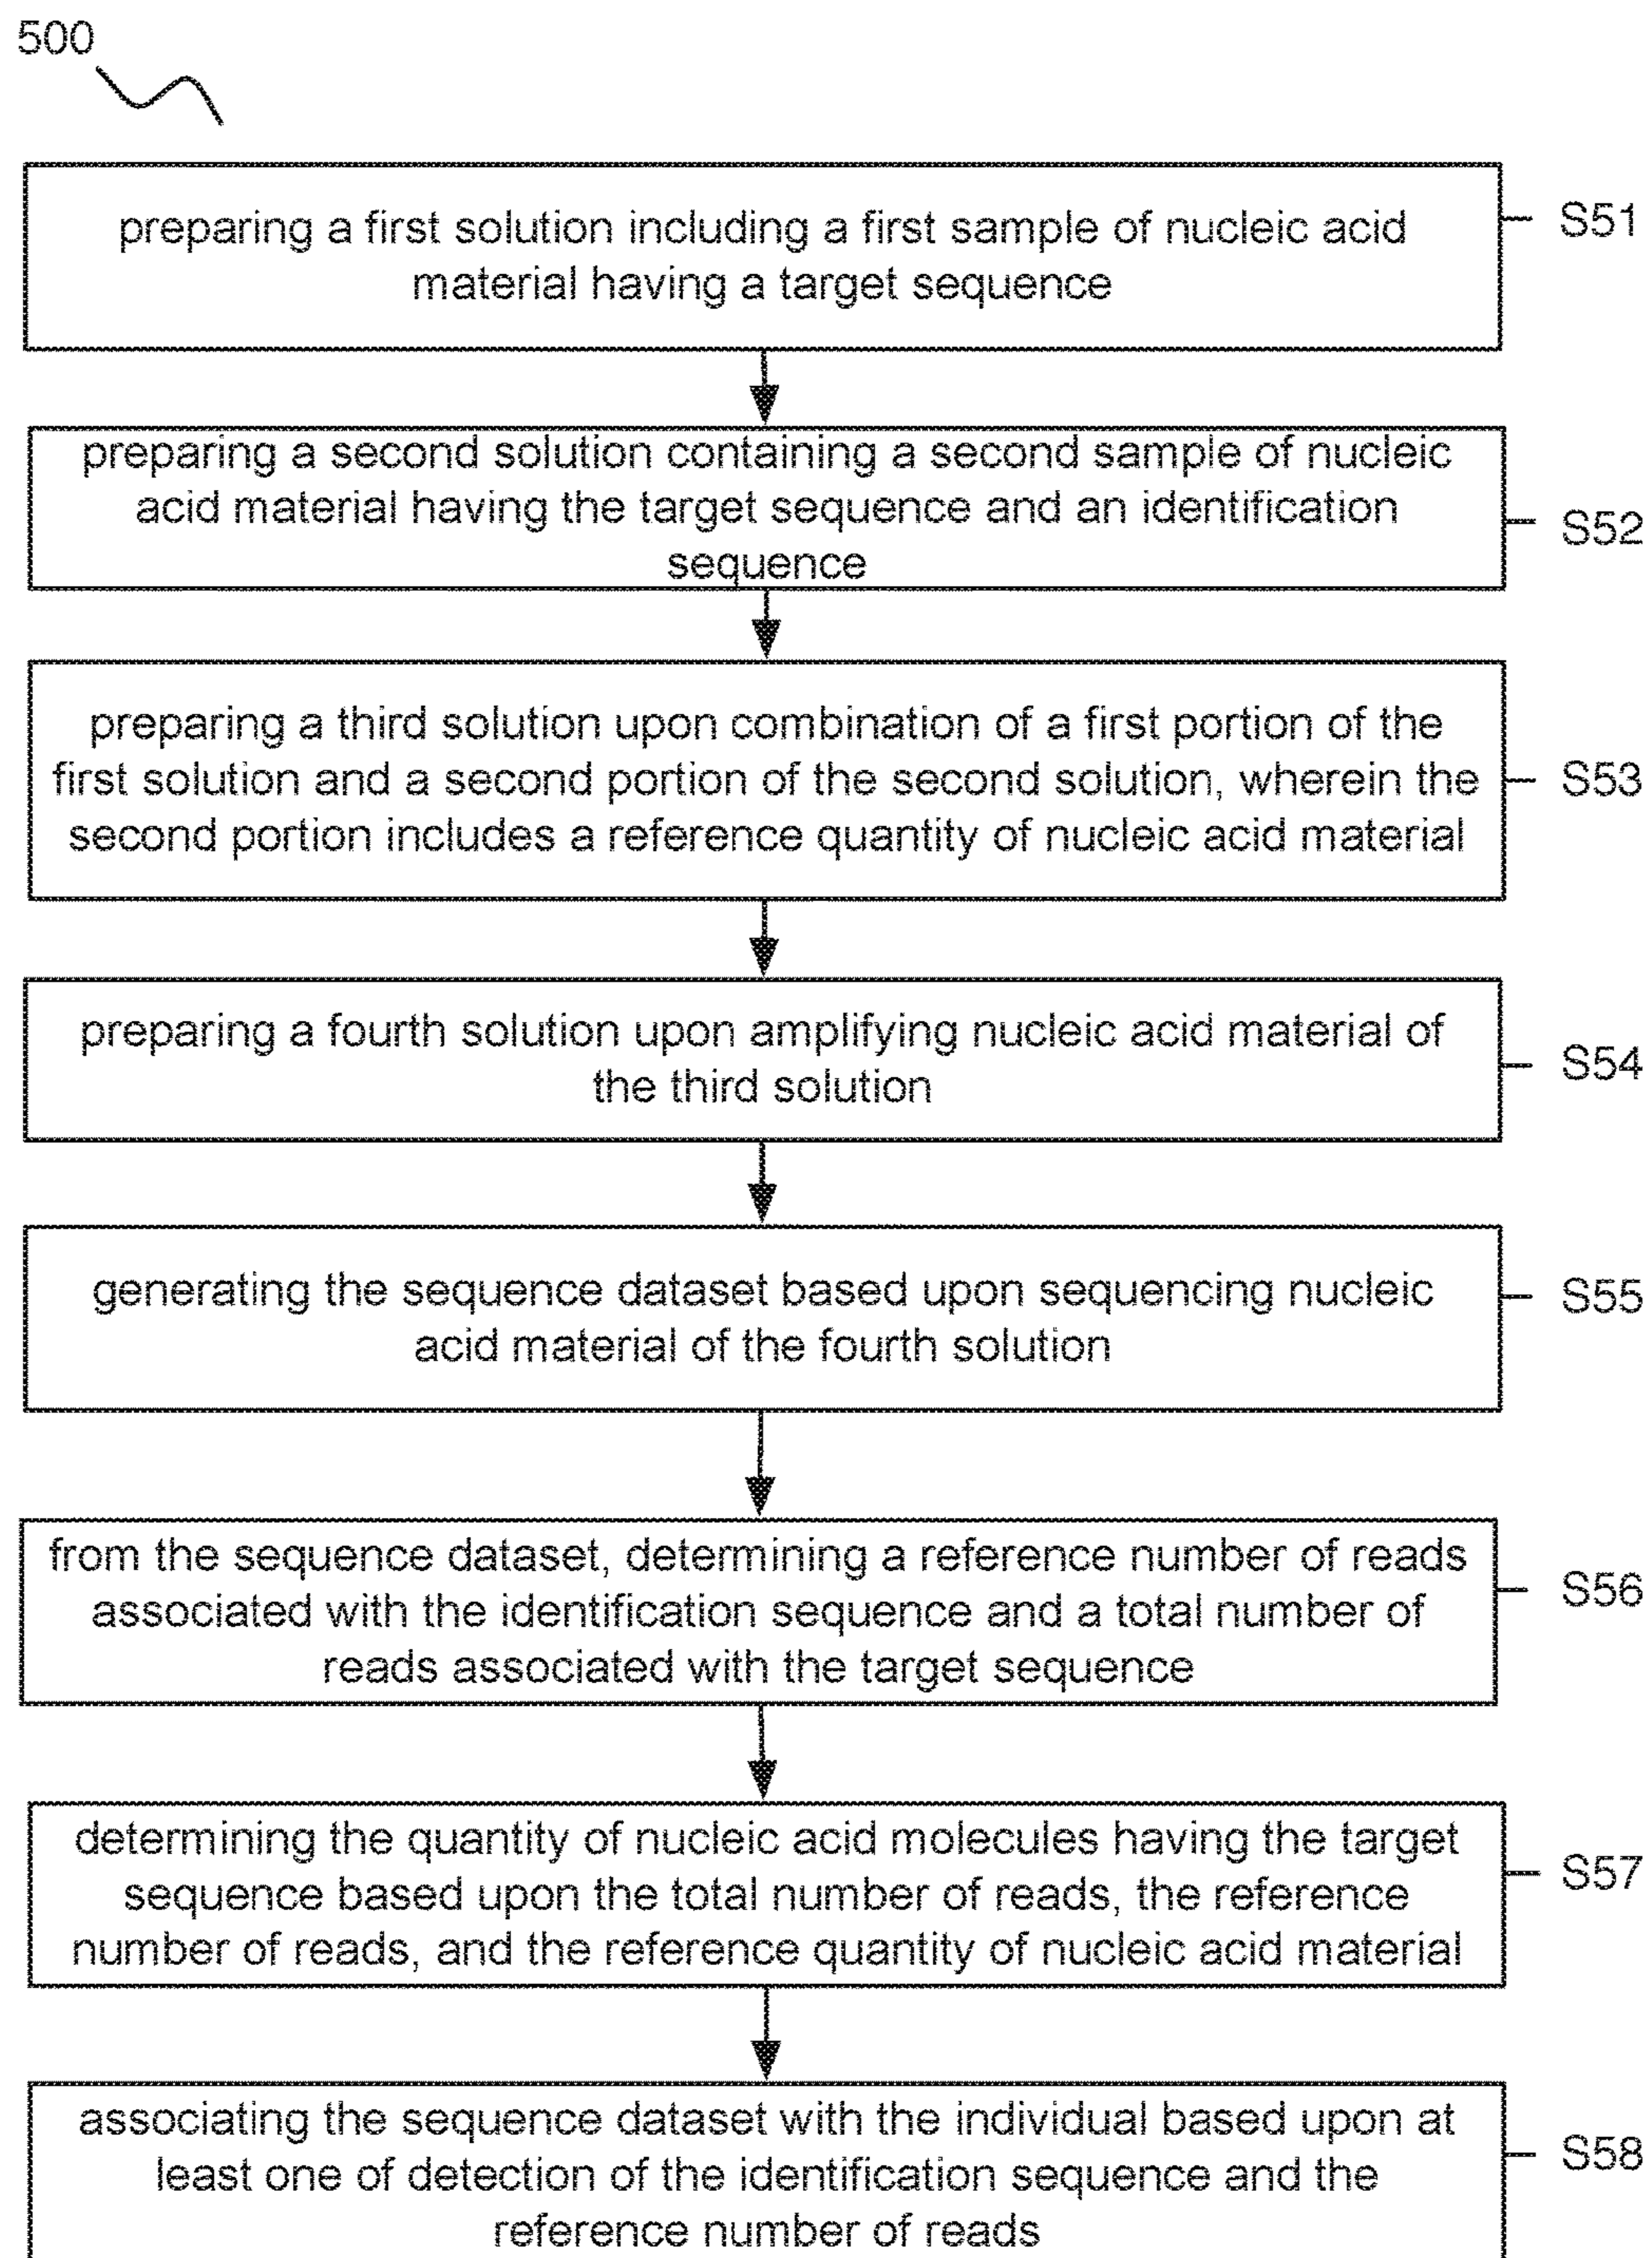 500
preparing a first solution including a first sample of nucleic acid
material having a target sequence
S51
preparing a second solution containing a second sample of nucleic
acid material having the target sequence and an identification
sequence
S52
preparing a third solution upon combination of a first portion of the
first solution and a second portion of the second solution, wherein the
second portion includes a reference quantity of nucleic acid material
S53
preparing a fourth solution upon amplifying nucleic acid material of
the third solution
S54
generating the sequence dataset based upon sequencing nucleic
acid material of the fourth solution
S55
from the sequence dataset, determining a reference number of reads
associated with the identification sequence and a total number of
reads associated with the target sequence
S56
determining the quantity of nucleic acid molecules having the target
sequence based upon the total number of reads, the reference
number of reads, and the reference quantity of nucleic acid material
S57
associating the sequence dataset with the individual based upon at
least one of detection of the identification sequence and the
reference number of reads
S58